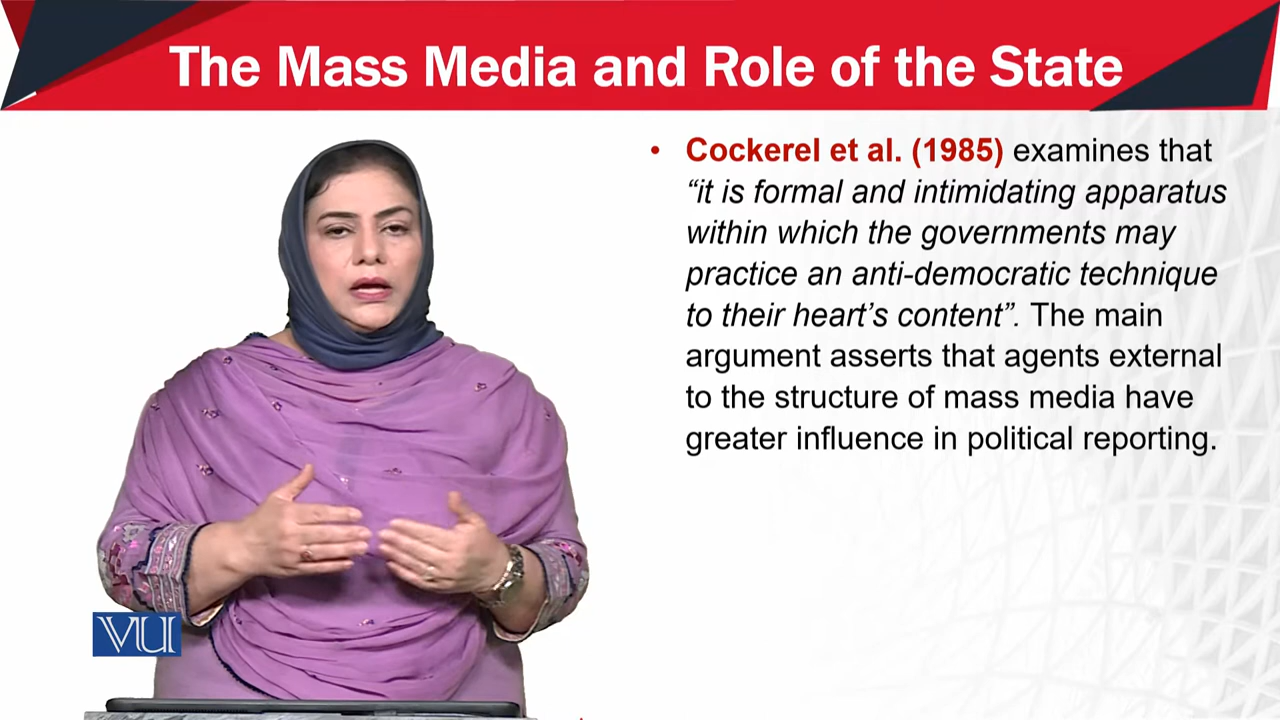 The Mass Media and Role of the State
• Cockerel et al. (1985) examines that
“it is formal and intimidating apparatus
within which the governments may
practice an anti-democratic technique
to their heart’s content”. The main
argument asserts that agents external
to the structure of mass media have
greater influence in political reporting.
VU